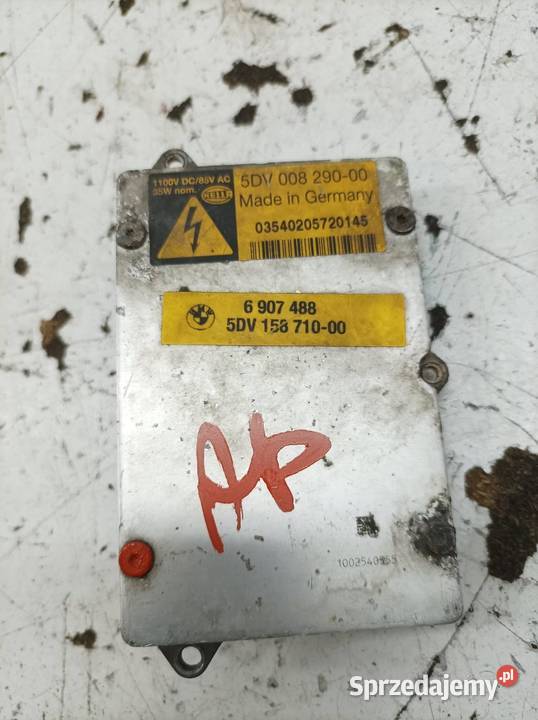 1100V DC/85V AC
35W nom.
HELLA
5DV 008 290-00
Made in Germany
03540205720145
BMW
6 907 488
5DV 158 710-00
AP
Sprzedajemy.pl